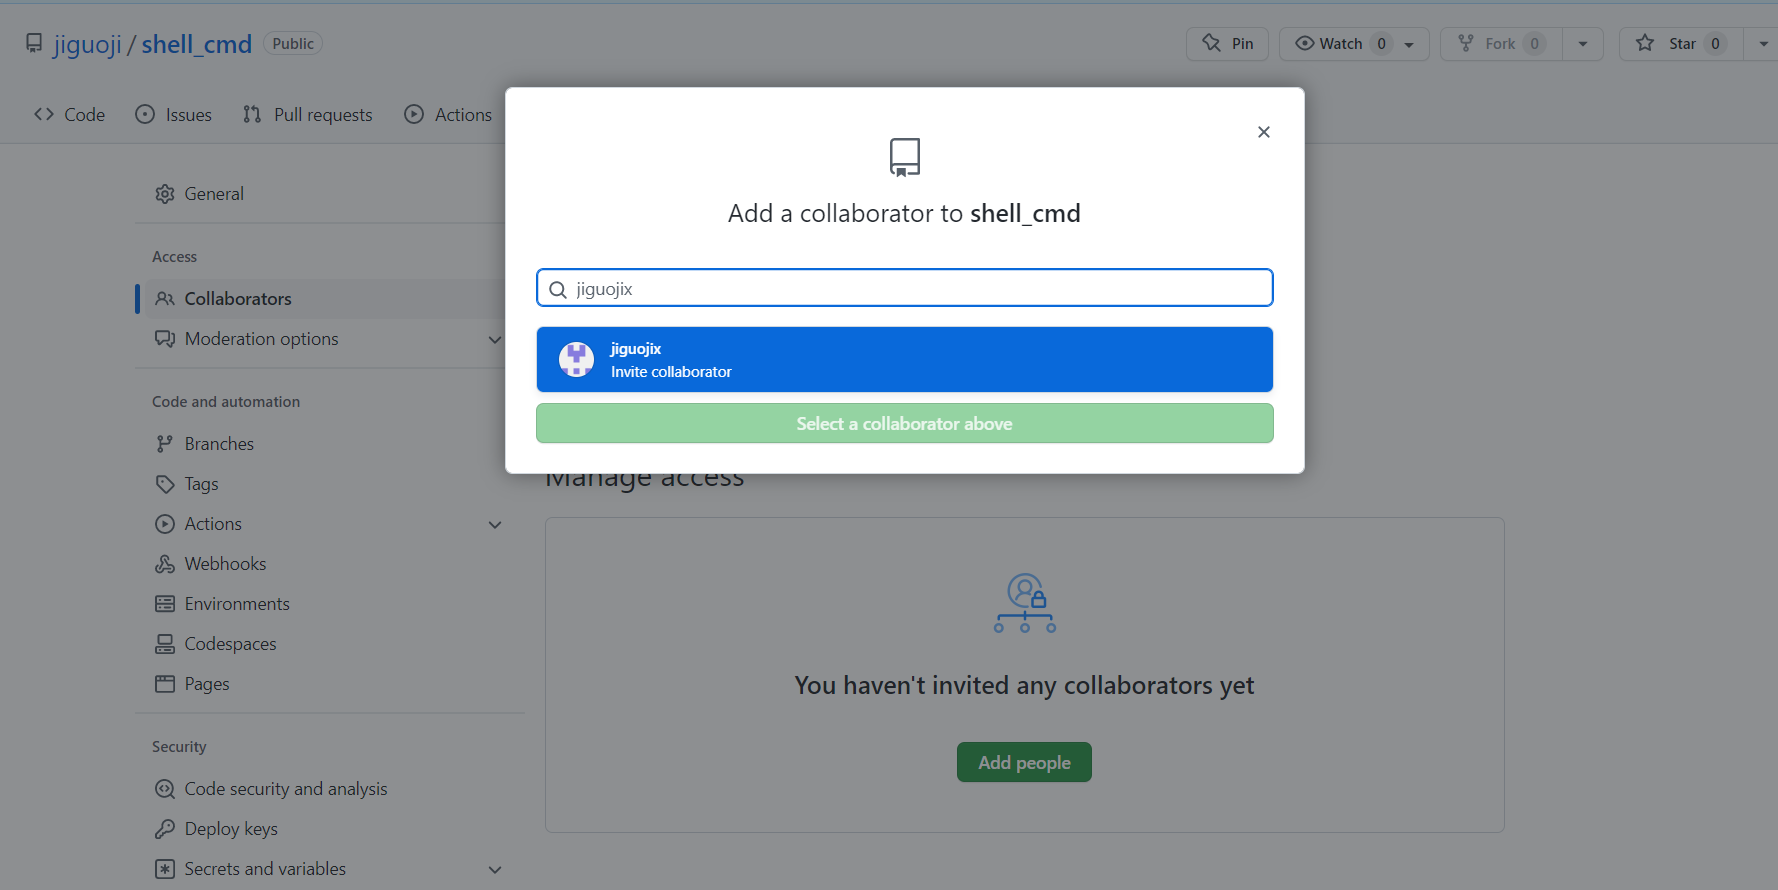 jiguoji / shell_cmd Public
Pin Watch 0 Fork 0 Star 0
Code Issues Pull requests Actions
General
Access
Collaborators
Moderation options
Code and automation
Branches
Tags
Actions
Webhooks
Environments
Codespaces
Pages
Security
Code security and analysis
Deploy keys
Secrets and variables
Add a collaborator to shell_cmd
jiguojix
jiguojix
Invite collaborator
Select a collaborator above
Manage access
You haven't invited any collaborators yet
Add people